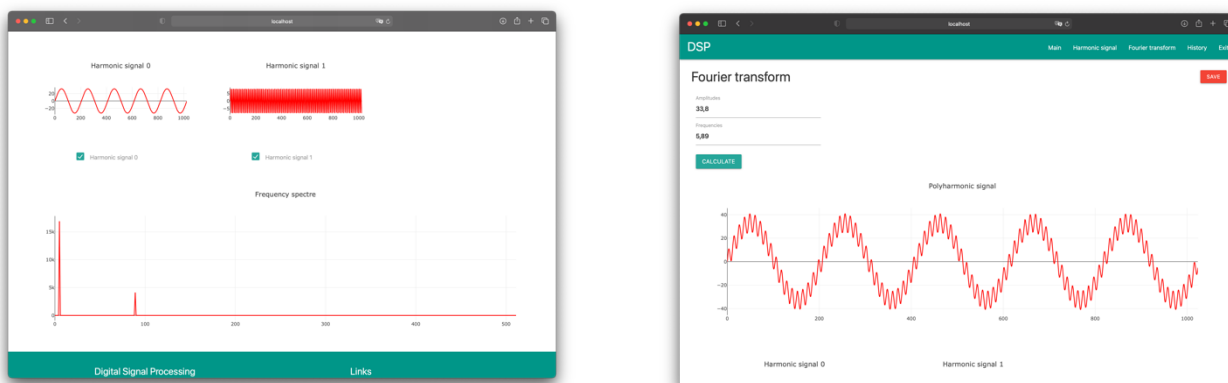 localhost
Harmonic signal 0
Harmonic signal 1
20
0
−20
0 200 400 600 800 1000
5
0
−5
0 200 400 600 800 1000
Harmonic signal 0
Harmonic signal 1
Frequency spectre
15k
10k
5k
0
0 100 200 300 400 500
Digital Signal Processing
Links
localhost
DSP
Main Harmonic signal Fourier transform History Exit
Fourier transform
SAVE
Amplitudes
33,8
Frequencies
5,89
CALCULATE
Polyharmonic signal
40
20
0
−20
−40
0 200 400 600 800 1000
Harmonic signal 0
Harmonic signal 1